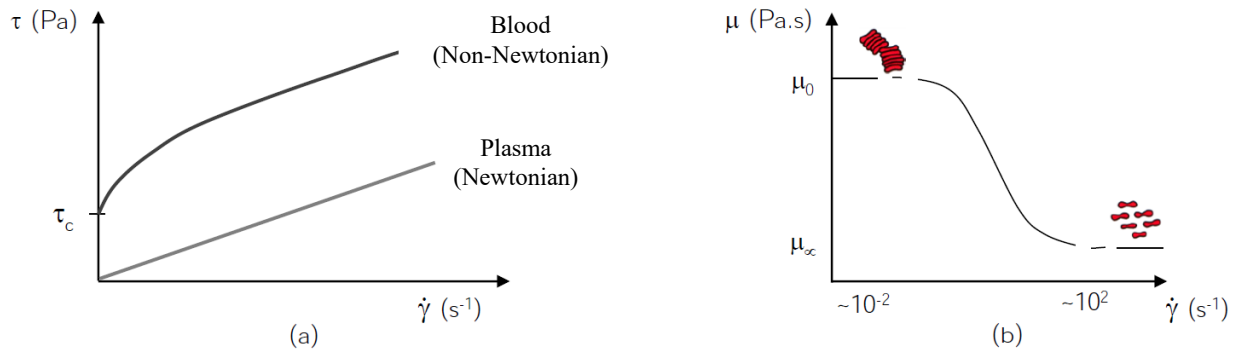 τ (Pa)
Blood
(Non-Newtonian)
Plasma
(Newtonian)
τc
γ̇ (s-1)
(a)
μ (Pa.s)
μ0
μ∞
~10-2
~102
γ̇ (s-1)
(b)